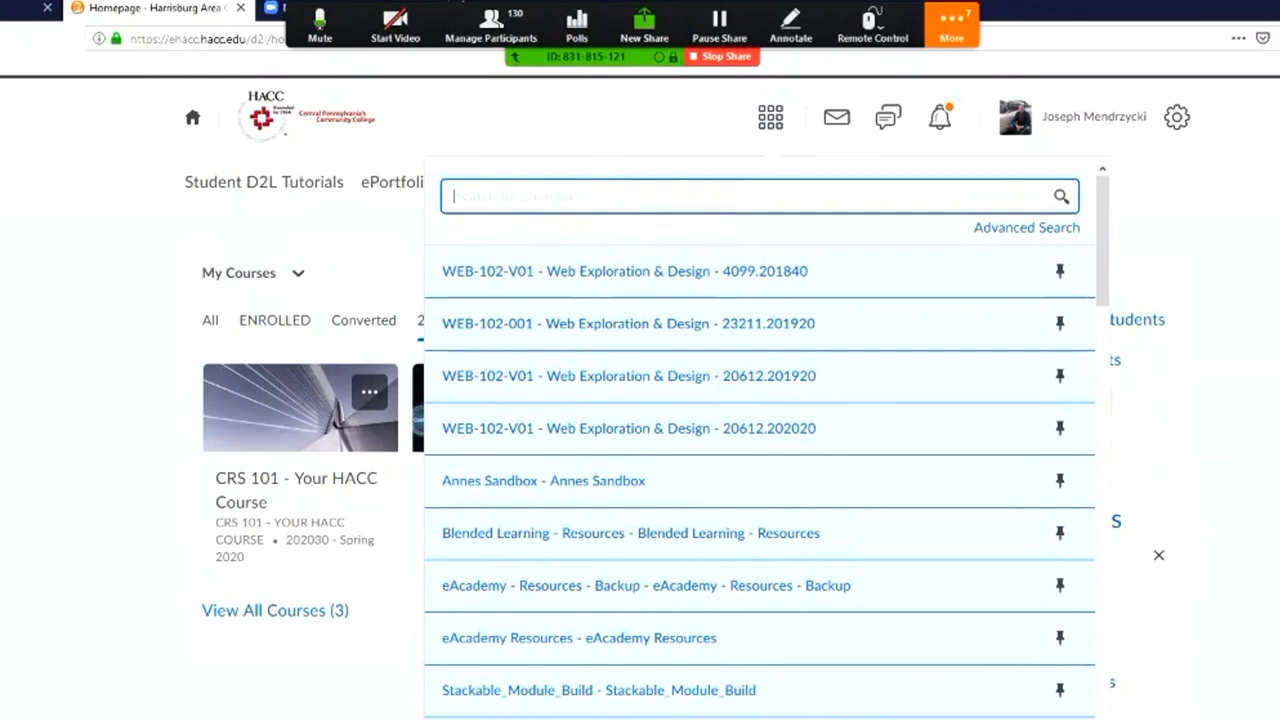 Homepage - Harrisburg Area C
130
7
Mute
Start Video
Manage Participants
Polls
New Share
Pause Share
Annotate
Remote Control
More
https://ehacc.hacc.edu/d2l/ho
ID: 831-815-121
Stop Share
HACC
Central Pennsylvania's
Community College
Joseph Mendrzycki
Student D2L Tutorials
ePortfoli
Search for a course
Advanced Search
My Courses
All
ENROLLED
Converted
2
WEB-102-V01 - Web Exploration & Design - 4099.201840
WEB-102-001 - Web Exploration & Design - 23211.201920
WEB-102-V01 - Web Exploration & Design - 20612.201920
WEB-102-V01 - Web Exploration & Design - 20612.202020
Annes Sandbox - Annes Sandbox
Blended Learning - Resources - Blended Learning - Resources
eAcademy - Resources - Backup - eAcademy - Resources - Backup
eAcademy Resources - eAcademy Resources
Stackable_Module_Build - Stackable_Module_Build
CRS 101 - Your HACC
Course
CRS 101 - YOUR HACC
COURSE • 202030 - Spring
2020
View All Courses (3)
tudents
ts
S
s